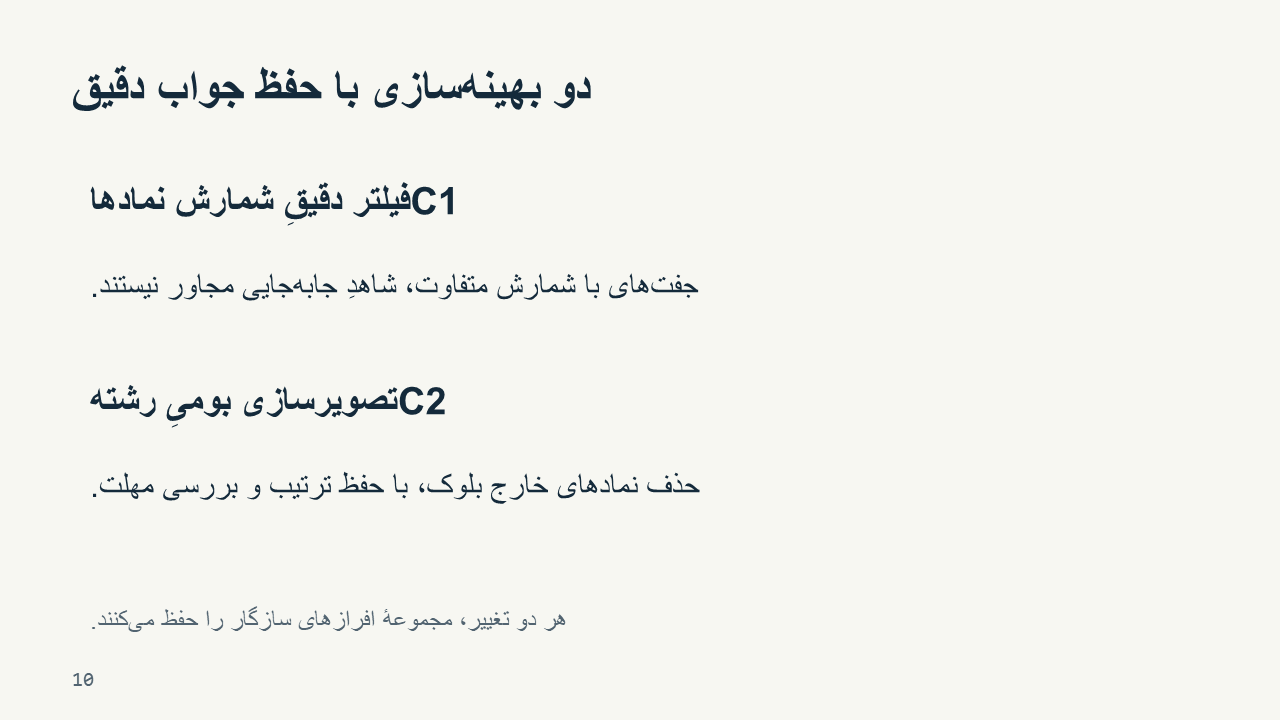 دو بهینه‌سازی با حفظ جواب دقیق
C1فیلتر دقیقِ شمارش نمادها
جفت‌های با شمارش متفاوت، شاهدِ جابه‌جایی مجاور نیستند.
C2تصویرسازی بومیِ رشته
حذف نمادهای خارج بلوک، با حفظ ترتیب و بررسی مهلت.
هر دو تغییر، مجموعهٔ افرازهای سازگار را حفظ می‌کنند.
10